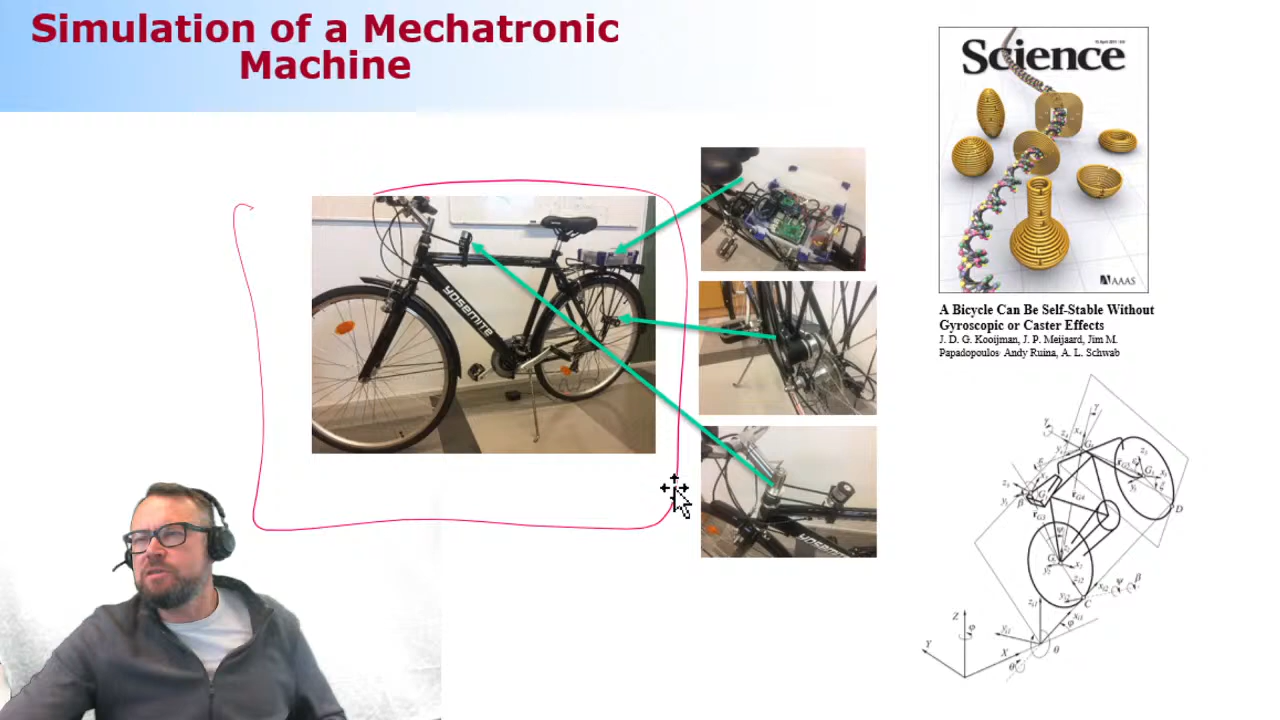 Simulation of a Mechatronic
Machine
Science
AAAS
YOSEMITE
YOSEMITE
A Bicycle Can Be Self-Stable Without
Gyroscopic or Caster Effects
J. D. G. Kooijman, J. P. Meijaard, Jim M.
Papadopoulos Andy Ruina, A. L. Schwab
D
C
Z
Y
X
θ